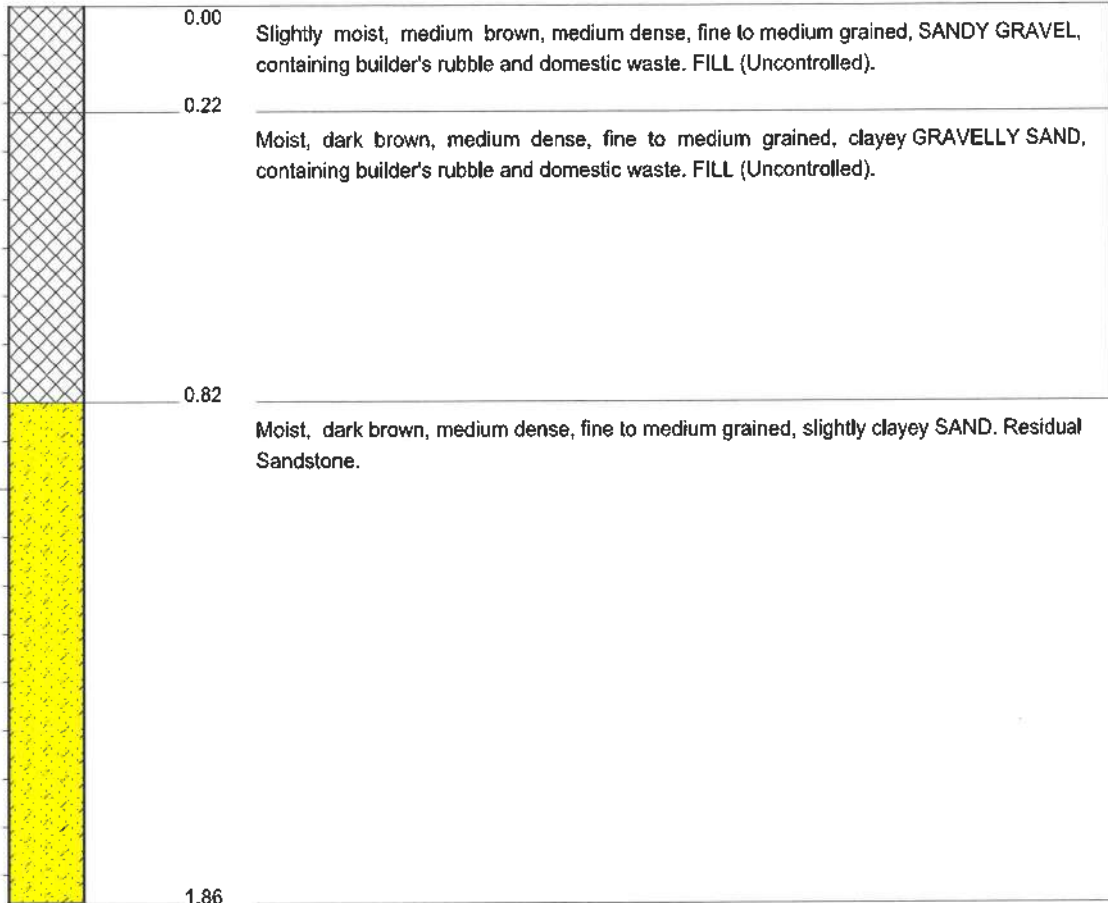 0.00
Slightly moist, medium brown, medium dense, fine to medium grained, SANDY GRAVEL,
containing builder's rubble and domestic waste. FILL (Uncontrolled).
0.22
Moist, dark brown, medium dense, fine to medium grained, clayey GRAVELLY SAND,
containing builder's rubble and domestic waste. FILL (Uncontrolled).
0.82
Moist, dark brown, medium dense, fine to medium grained, slightly clayey SAND. Residual
Sandstone.
1.86